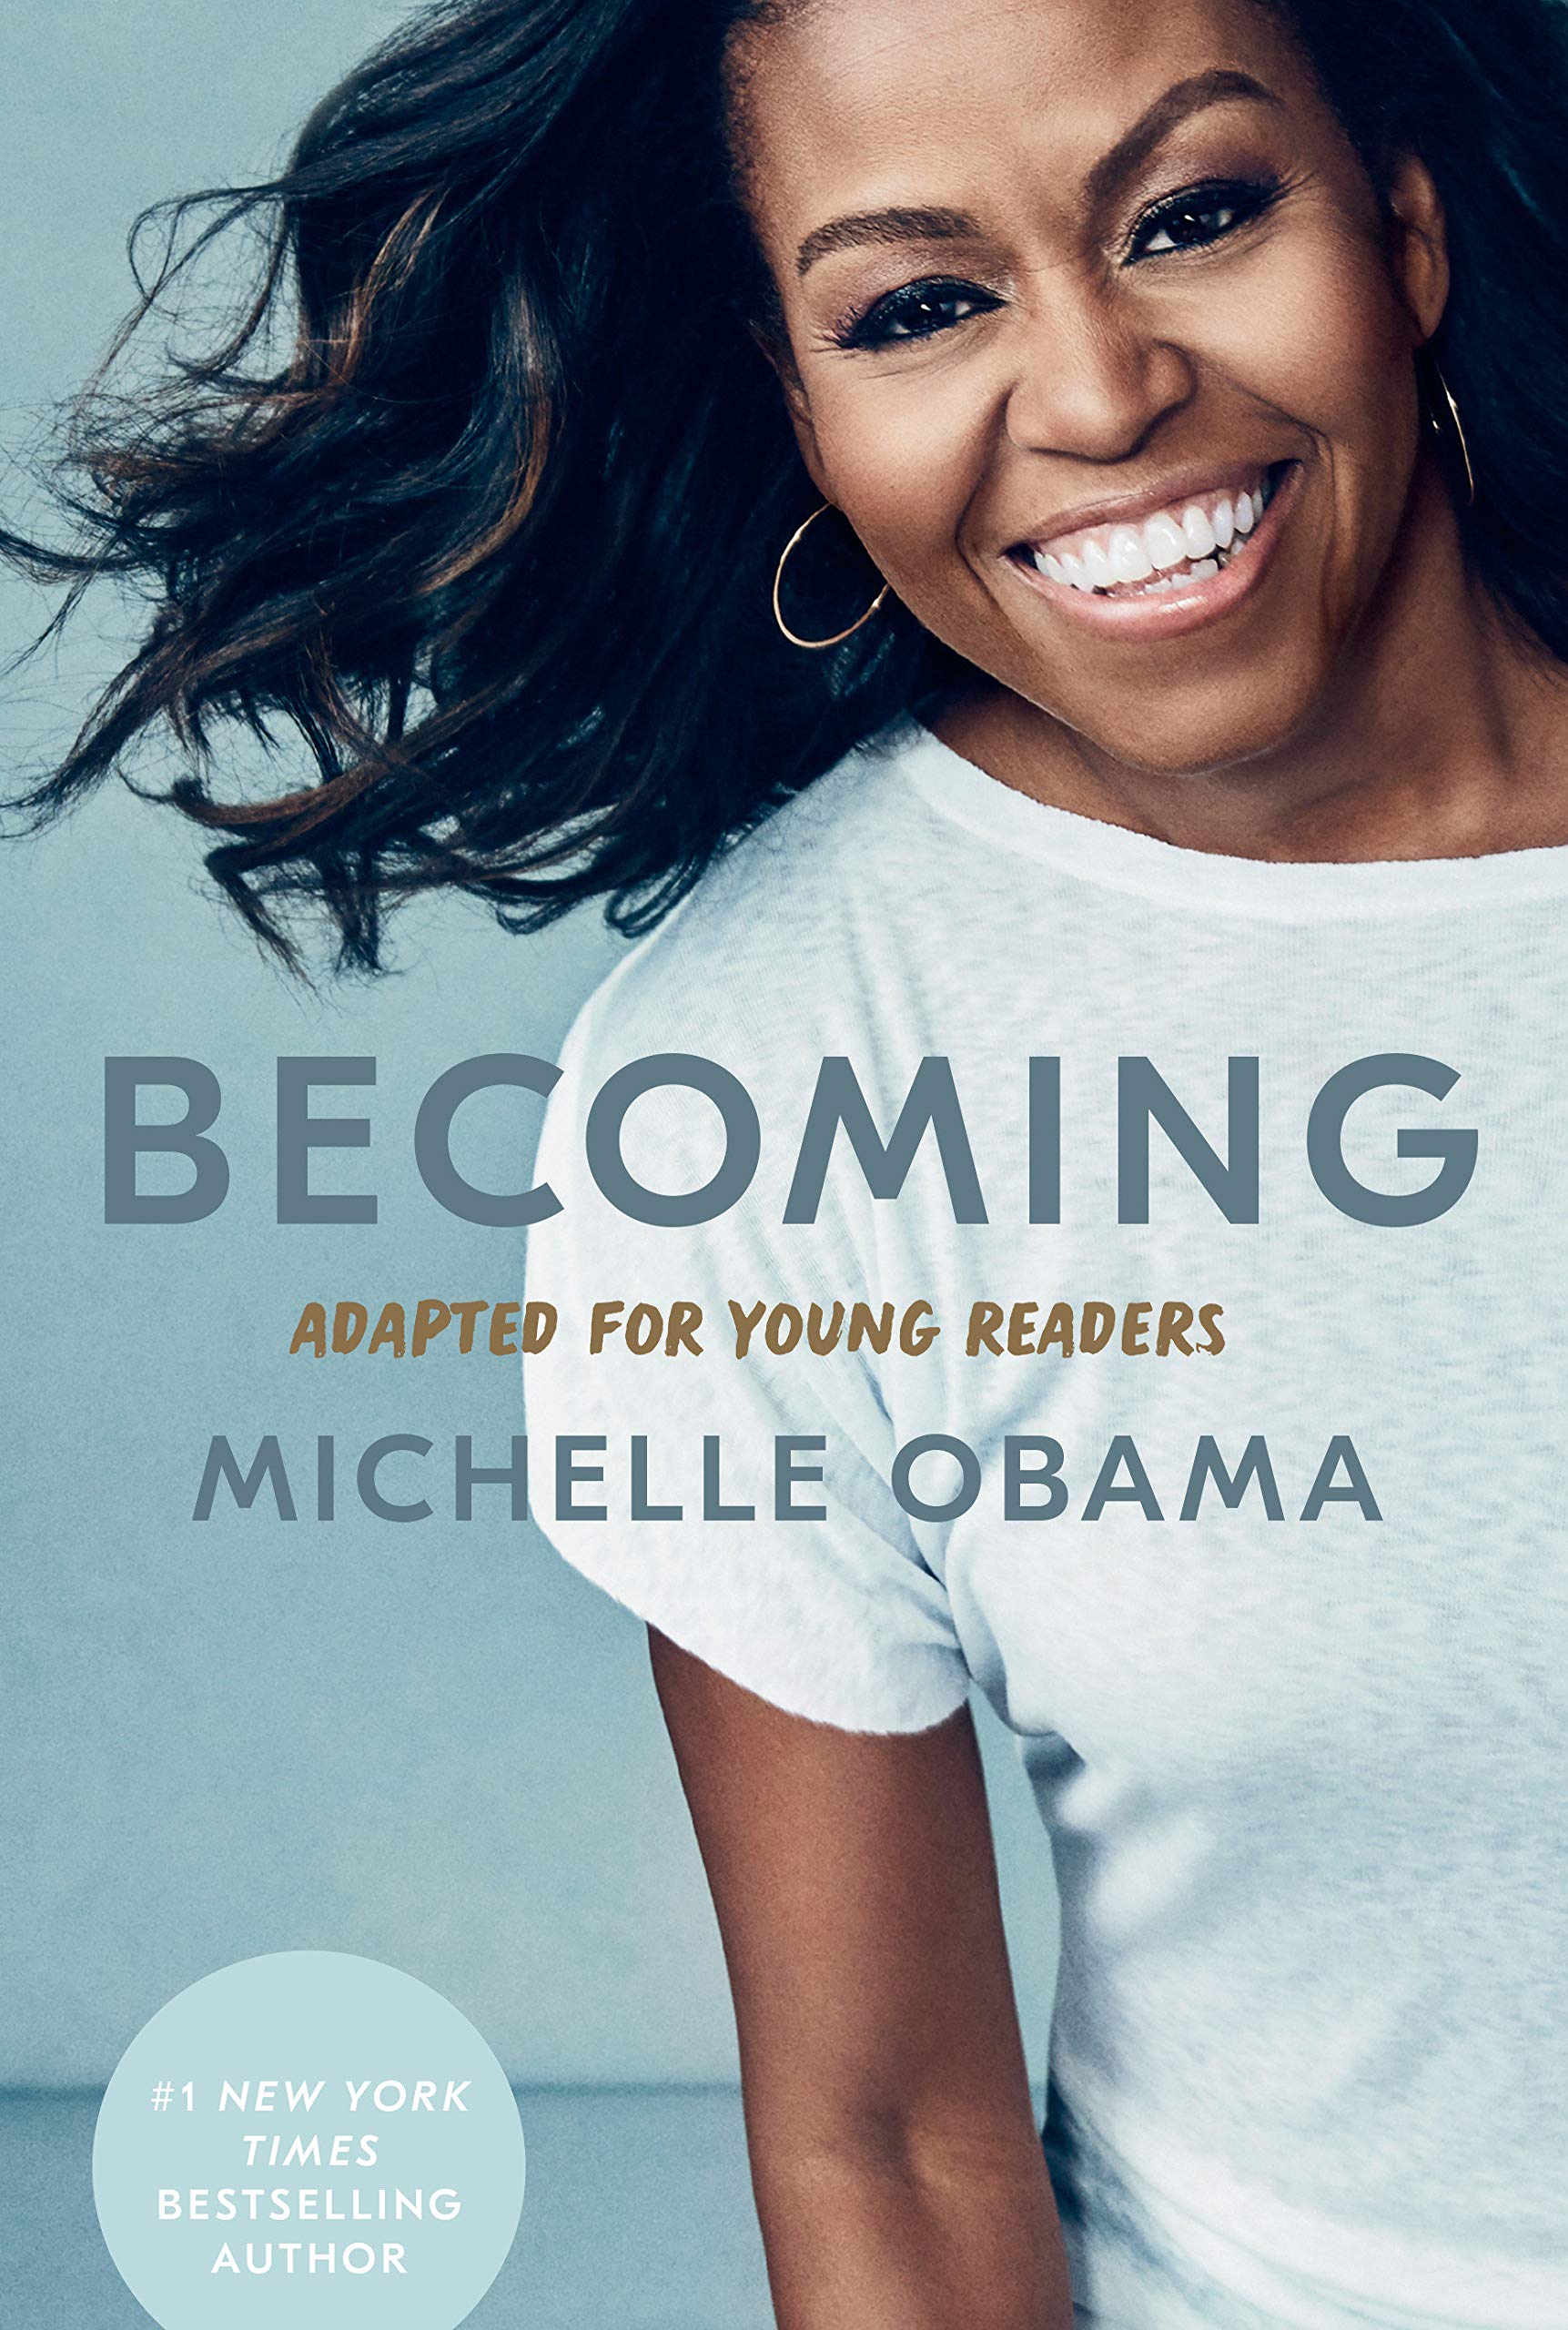 BECOMING
ADAPTED FOR YOUNG READERS
MICHELLE OBAMA
#1 NEW YORK
TIMES
BESTSELLING
AUTHOR